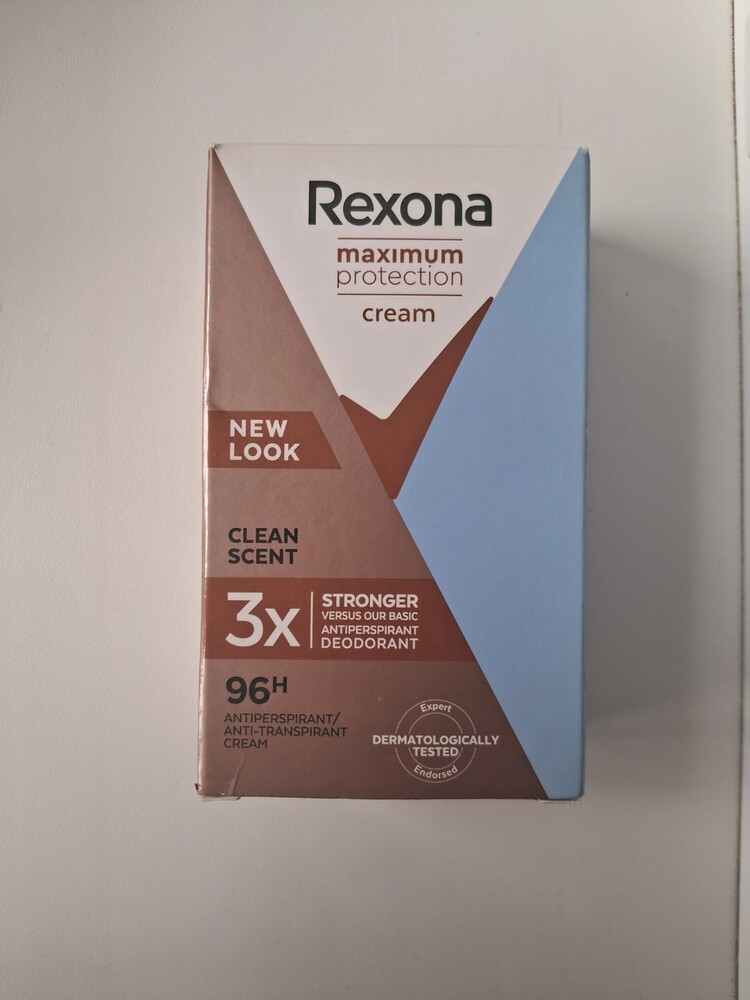 Rexona
maximum
protection
cream
NEW
LOOK
CLEAN
SCENT
3x
STRONGER
VERSUS OUR BASIC
ANTIPERSPIRANT
DEODORANT
96H
ANTIPERSPIRANT/
ANTI-TRANSPIRANT
CREAM
Expert
DERMATOLOGICALLY
TESTED
Endorsed